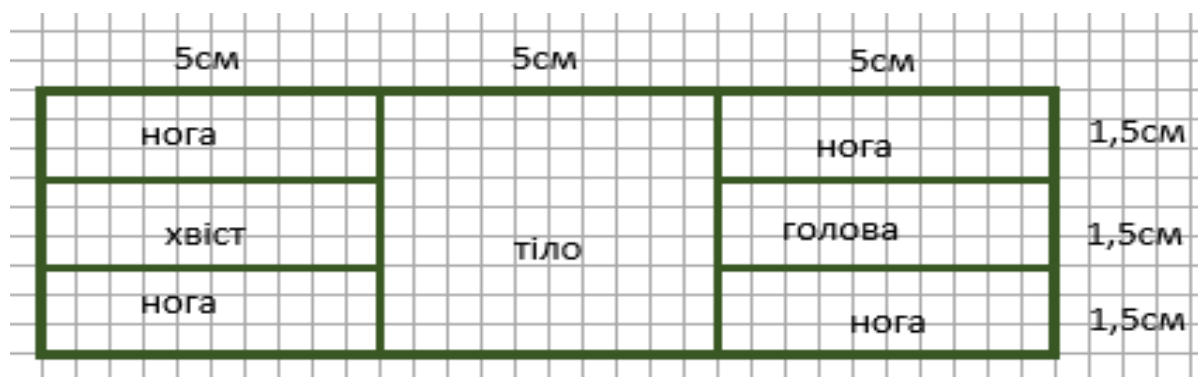 5см 5см 5см
нога нога 1,5см
хвіст тіло голова 1,5см
нога нога 1,5см